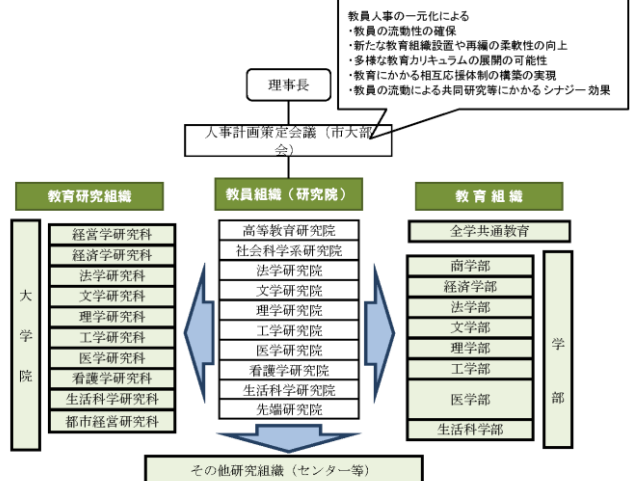 教員人事の一元化による
・教員の流動性の確保
・新たな教育組織設置や再編の柔軟性の向上
・多様な教育カリキュラムの展開の可能性
・教育にかかる相互応援体制の構築の実現
・教員の流動による共同研究等にかかるシナジー効果
理事長
人事計画策定会議（市大部
会）
教育研究組織
大学院
経営学研究科
経済学研究科
法学研究科
文学研究科
理学研究科
工学研究科
医学研究科
看護学研究科
生活科学研究科
都市経営研究科
教員組織（研究院）
高等教育研究院
社会科学系研究院
法学研究院
文学研究院
理学研究院
工学研究院
医学研究院
看護学研究院
生活科学研究院
先端研究院
教育組織
全学共通教育
商学部
経済学部
法学部
文学部
理学部
工学部
医学部
生活科学部
学部
その他研究組織（センター等）